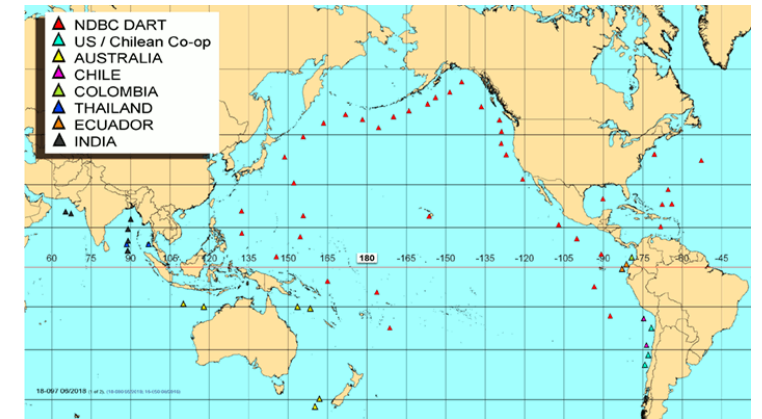 NDBC DART
US / Chilean Co-op
AUSTRALIA
CHILE
COLOMBIA
THAILAND
ECUADOR
INDIA
60 75 90 105 120 135 150 165 180 -165 -150 -135 -120 -105 -90 -75 -60 -45
18-097 06/2018